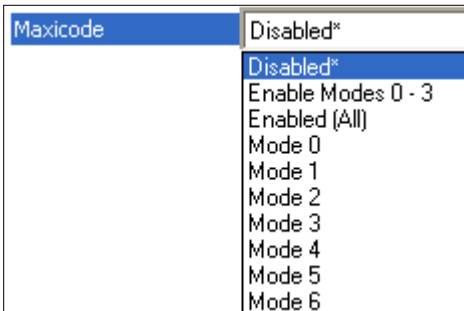 Maxicode Disabled*
Disabled*
Enable Modes 0 - 3
Enabled (All)
Mode 0
Mode 1
Mode 2
Mode 3
Mode 4
Mode 5
Mode 6